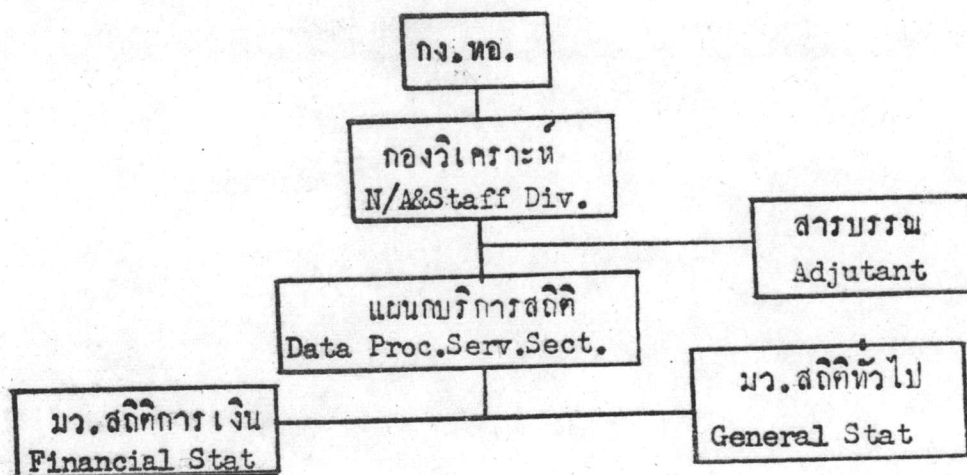 กง.ทอ.
กองวิเคราะห์
N/A&Staff Div.
สารบรรณ
Adjutant
แผนกบริการสถิติ
Data Proc.Serv.Sect.
มว.สถิติการเงิน
Financial Stat
มว.สถิติทั่วไป
General Stat